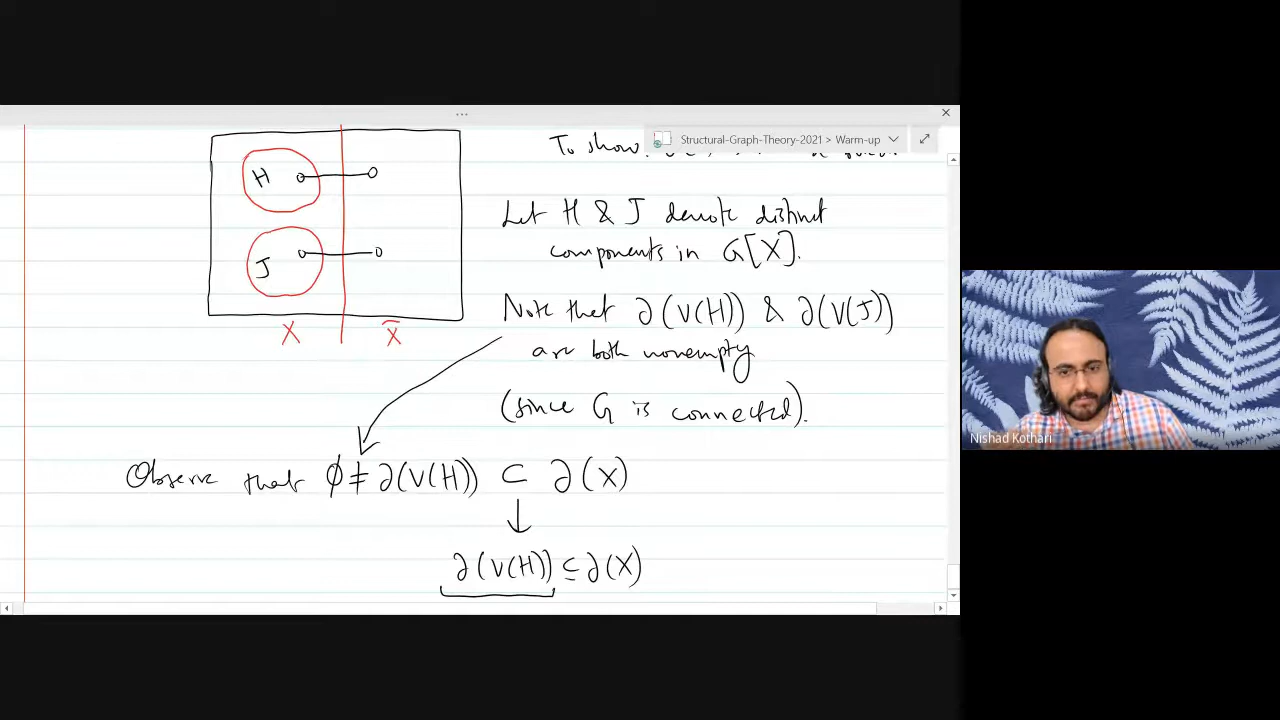 Structural-Graph-Theory-2021 > Warm-up
To show:
H
J
X
X̅
Let H & J denote distinct
components in G[X].
Note that ∂(V(H)) & ∂(V(J))
are both nonempty
(since G is connected).
Observe that ∅ ≠ ∂(V(H)) ⊂ ∂(X)
↓
∂(V(H)) ⊆ ∂(X)
Nishad Kothari